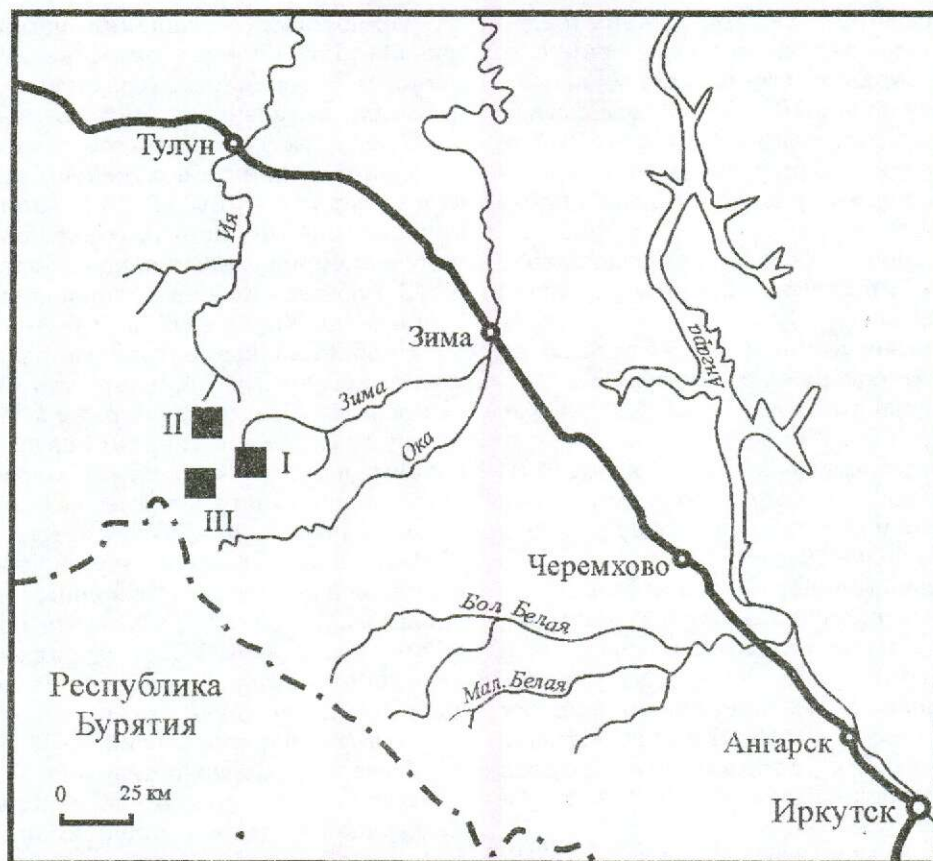 Тулун
Ия
Зима
Зима
Ангара
Ока
II
I
III
Черемхово
Бол. Белая
Мал. Белая
Республика
Бурятия
Ангарск
0 25 км
Иркутск